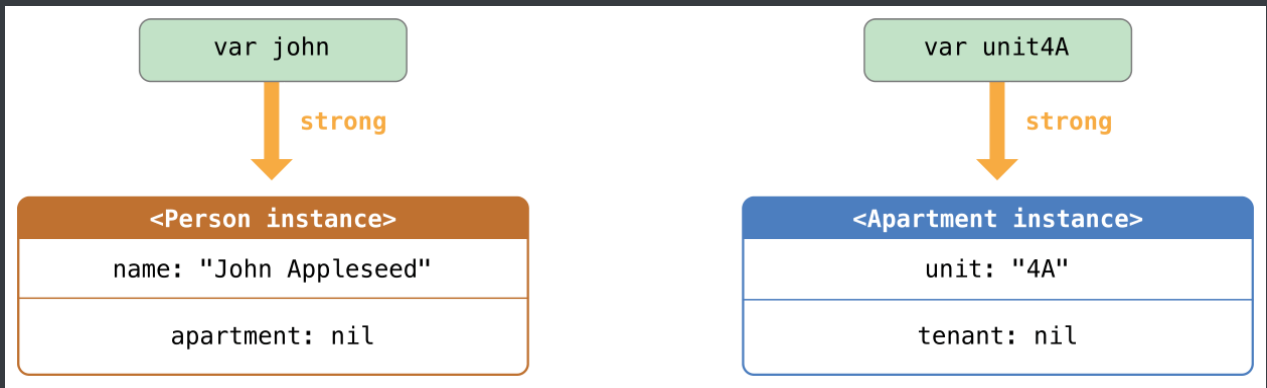 var john
strong
<Person instance>
name: "John Appleseed"
apartment: nil
var unit4A
strong
<Apartment instance>
unit: "4A"
tenant: nil